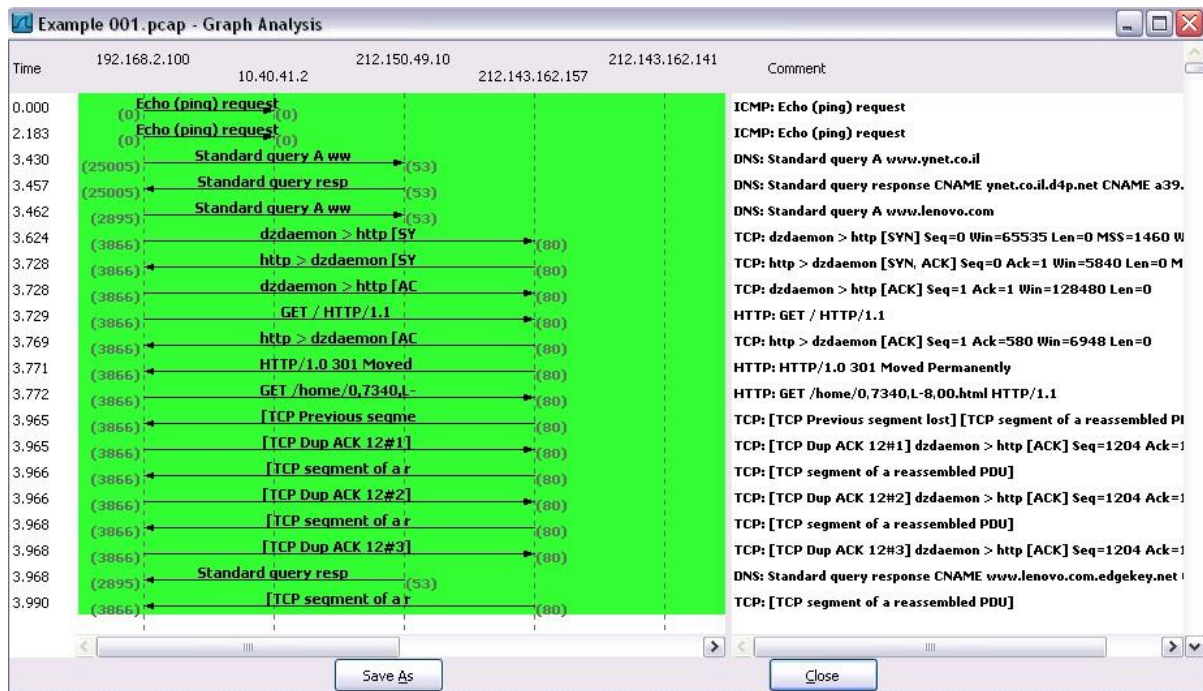 Example 001.pcap - Graph Analysis
Time 192.168.2.100 10.40.41.2 212.150.49.10 212.143.162.157 212.143.162.141 Comment
0.000 Echo (ping) request (0) (0) ICMP: Echo (ping) request
2.183 Echo (ping) request (0) (0) ICMP: Echo (ping) request
3.430 Standard query A ww (25005) (53) DNS: Standard query A www.ynet.co.il
3.457 Standard query resp (25005) (53) DNS: Standard query response CNAME ynet.co.il.d4p.net CNAME a39.
3.462 Standard query A ww (2895) (53) DNS: Standard query A www.lenovo.com
3.624 dzdaemon > http [SY (3866) (80) TCP: dzdaemon > http [SYN] Seq=0 Win=65535 Len=0 MSS=1460 W
3.728 http > dzdaemon [SY (3866) (80) TCP: http > dzdaemon [SYN, ACK] Seq=0 Ack=1 Win=5840 Len=0 M
3.728 dzdaemon > http [AC (3866) (80) TCP: dzdaemon > http [ACK] Seq=1 Ack=1 Win=128480 Len=0
3.729 GET / HTTP/1.1 (3866) (80) HTTP: GET / HTTP/1.1
3.769 http > dzdaemon [AC (3866) (80) TCP: http > dzdaemon [ACK] Seq=1 Ack=580 Win=6948 Len=0
3.771 HTTP/1.0 301 Moved (3866) (80) HTTP: HTTP/1.0 301 Moved Permanently
3.772 GET /home/0,7340,L- (3866) (80) HTTP: GET /home/0,7340,L-8,00.html HTTP/1.1
3.965 [TCP Previous segme (3866) (80) TCP: [TCP Previous segment lost] [TCP segment of a reassembled PD
3.965 [TCP Dup ACK 12#1] (3866) (80) TCP: [TCP Dup ACK 12#1] dzdaemon > http [ACK] Seq=1204 Ack=1
3.966 [TCP segment of a r (3866) (80) TCP: [TCP segment of a reassembled PDU]
3.966 [TCP Dup ACK 12#2] (3866) (80) TCP: [TCP Dup ACK 12#2] dzdaemon > http [ACK] Seq=1204 Ack=1
3.968 [TCP segment of a r (3866) (80) TCP: [TCP segment of a reassembled PDU]
3.968 [TCP Dup ACK 12#3] (3866) (80) TCP: [TCP Dup ACK 12#3] dzdaemon > http [ACK] Seq=1204 Ack=1
3.968 Standard query resp (2895) (53) DNS: Standard query response CNAME www.lenovo.com.edgekey.net
3.990 [TCP segment of a r (3866) (80) TCP: [TCP segment of a reassembled PDU]
Save As Close